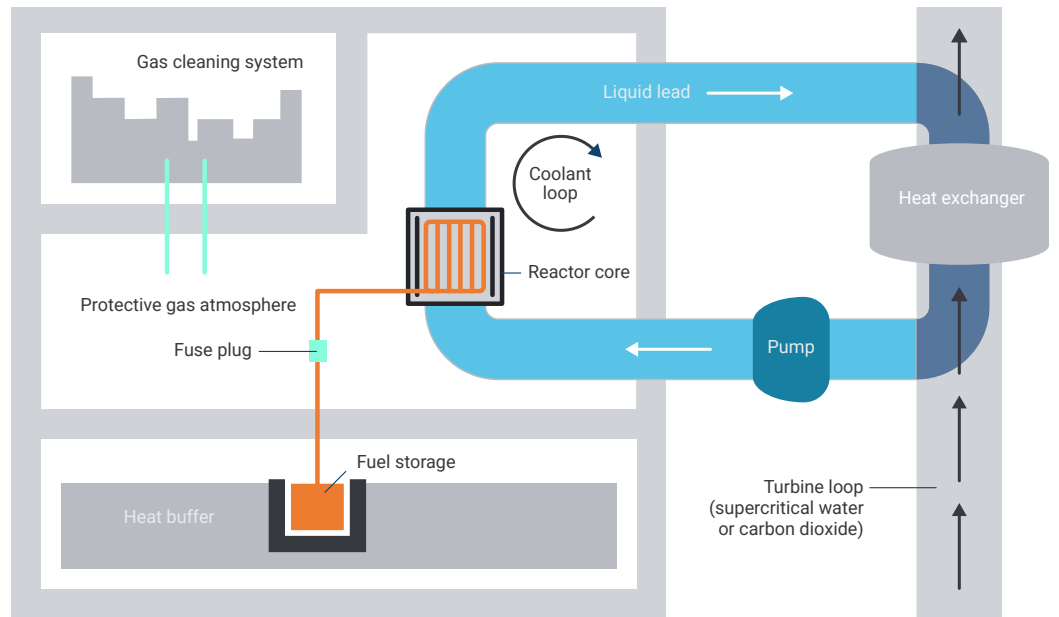 Gas cleaning system
Liquid lead
Coolant
loop
Heat exchanger
Reactor core
Protective gas atmosphere
Fuse plug
Pump
Fuel storage
Heat buffer
Turbine loop
(supercritical water
or carbon dioxide)